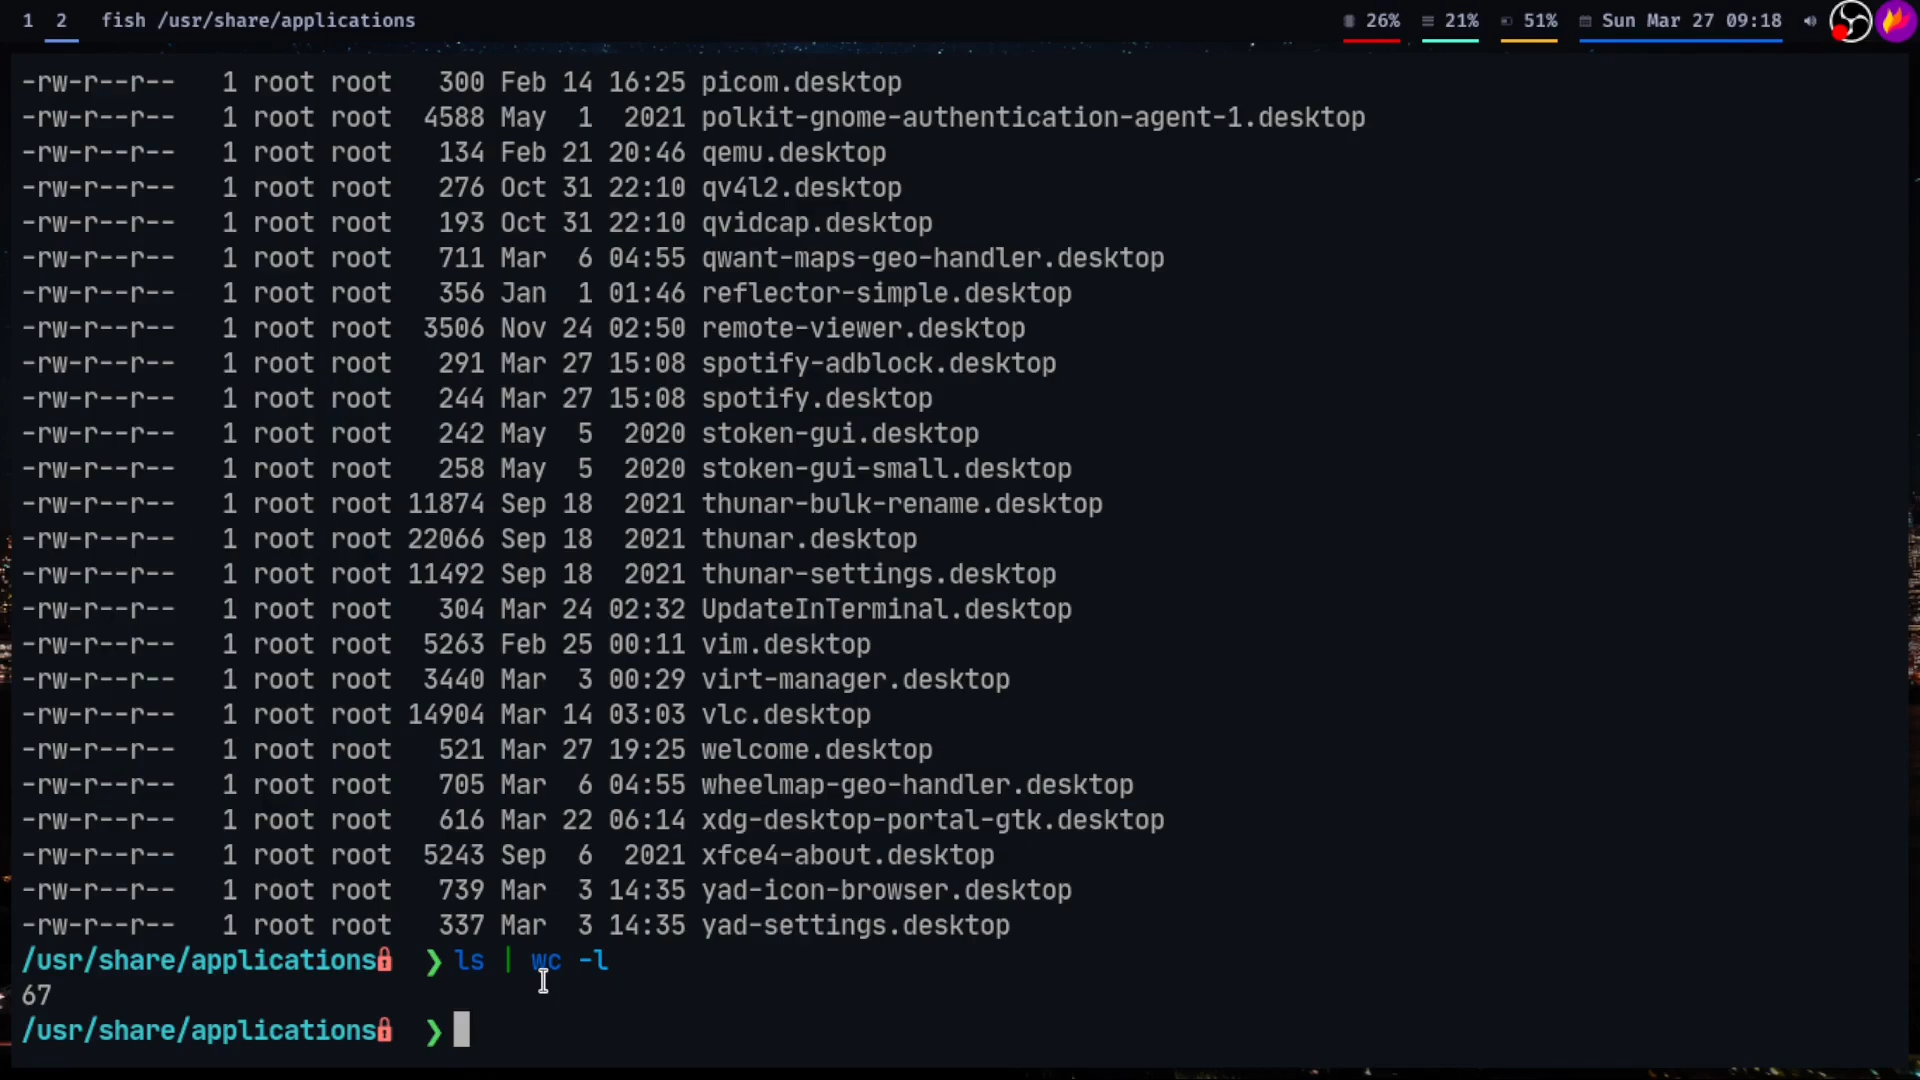 1 2 fish /usr/share/applications 26% 21% 51% Sun Mar 27 09:18
-rw-r--r-- 1 root root 300 Feb 14 16:25 picom.desktop
-rw-r--r-- 1 root root 4588 May 1 2021 polkit-gnome-authentication-agent-1.desktop
-rw-r--r-- 1 root root 134 Feb 21 20:46 qemu.desktop
-rw-r--r-- 1 root root 276 Oct 31 22:10 qv4l2.desktop
-rw-r--r-- 1 root root 193 Oct 31 22:10 qvidcap.desktop
-rw-r--r-- 1 root root 711 Mar 6 04:55 qwant-maps-geo-handler.desktop
-rw-r--r-- 1 root root 356 Jan 1 01:46 reflector-simple.desktop
-rw-r--r-- 1 root root 3506 Nov 24 02:50 remote-viewer.desktop
-rw-r--r-- 1 root root 291 Mar 27 15:08 spotify-adblock.desktop
-rw-r--r-- 1 root root 244 Mar 27 15:08 spotify.desktop
-rw-r--r-- 1 root root 242 May 5 2020 stoken-gui.desktop
-rw-r--r-- 1 root root 258 May 5 2020 stoken-gui-small.desktop
-rw-r--r-- 1 root root 11874 Sep 18 2021 thunar-bulk-rename.desktop
-rw-r--r-- 1 root root 22066 Sep 18 2021 thunar.desktop
-rw-r--r-- 1 root root 11492 Sep 18 2021 thunar-settings.desktop
-rw-r--r-- 1 root root 304 Mar 24 02:32 UpdateInTerminal.desktop
-rw-r--r-- 1 root root 5263 Feb 25 00:11 vim.desktop
-rw-r--r-- 1 root root 3440 Mar 3 00:29 virt-manager.desktop
-rw-r--r-- 1 root root 14904 Mar 14 03:03 vlc.desktop
-rw-r--r-- 1 root root 521 Mar 27 19:25 welcome.desktop
-rw-r--r-- 1 root root 705 Mar 6 04:55 wheelmap-geo-handler.desktop
-rw-r--r-- 1 root root 616 Mar 22 06:14 xdg-desktop-portal-gtk.desktop
-rw-r--r-- 1 root root 5243 Sep 6 2021 xfce4-about.desktop
-rw-r--r-- 1 root root 739 Mar 3 14:35 yad-icon-browser.desktop
-rw-r--r-- 1 root root 337 Mar 3 14:35 yad-settings.desktop
/usr/share/applications ❯ ls | wc -l
67
/usr/share/applications ❯